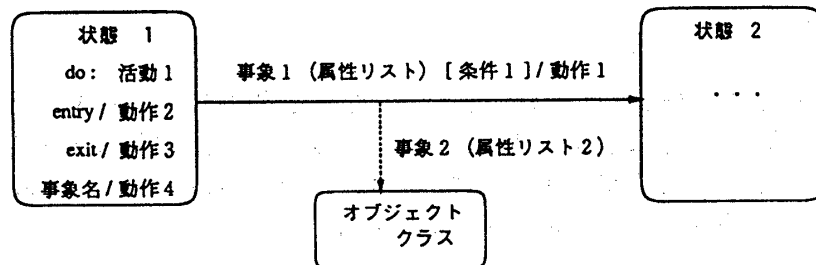 状態 1
do: 活動1
entry / 動作2
exit / 動作3
事象名 / 動作4
事象1 (属性リスト) [条件1] / 動作1
事象2 (属性リスト2)
オブジェクト
クラス
状態 2
・・・